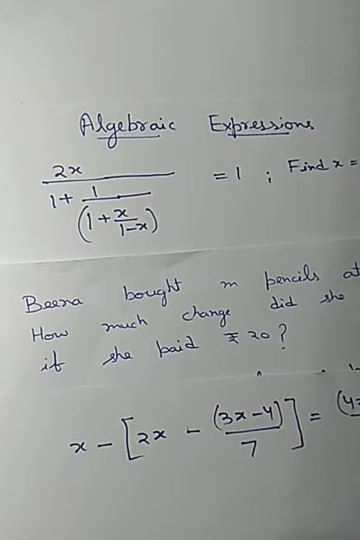 Algebraic Expressions
2x / (1 + 1 / (1 + x/(1-x))) = 1 ; Find x =
Beena bought m pencils at
How much change did she
if she paid ₹ 20?
x - [2x - (3x-4)/7] = (4x